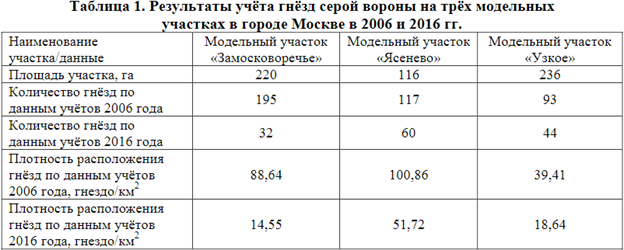 Таблица 1. Результаты учёта гнёзд серой вороны на трёх модельных
участках в городе Москве в 2006 и 2016 гг.
Наименование участка/данные Модельный участок «Замоскворечье» Модельный участок «Ясенево» Модельный участок «Узкое»
Площадь участка, га 220 116 236
Количество гнёзд по данным учётов 2006 года 195 117 93
Количество гнёзд по данным учётов 2016 года 32 60 44
Плотность расположения гнёзд по данным учётов 2006 года, гнездо/км² 88,64 100,86 39,41
Плотность расположения гнёзд по данным учётов 2016 года, гнездо/км² 14,55 51,72 18,64